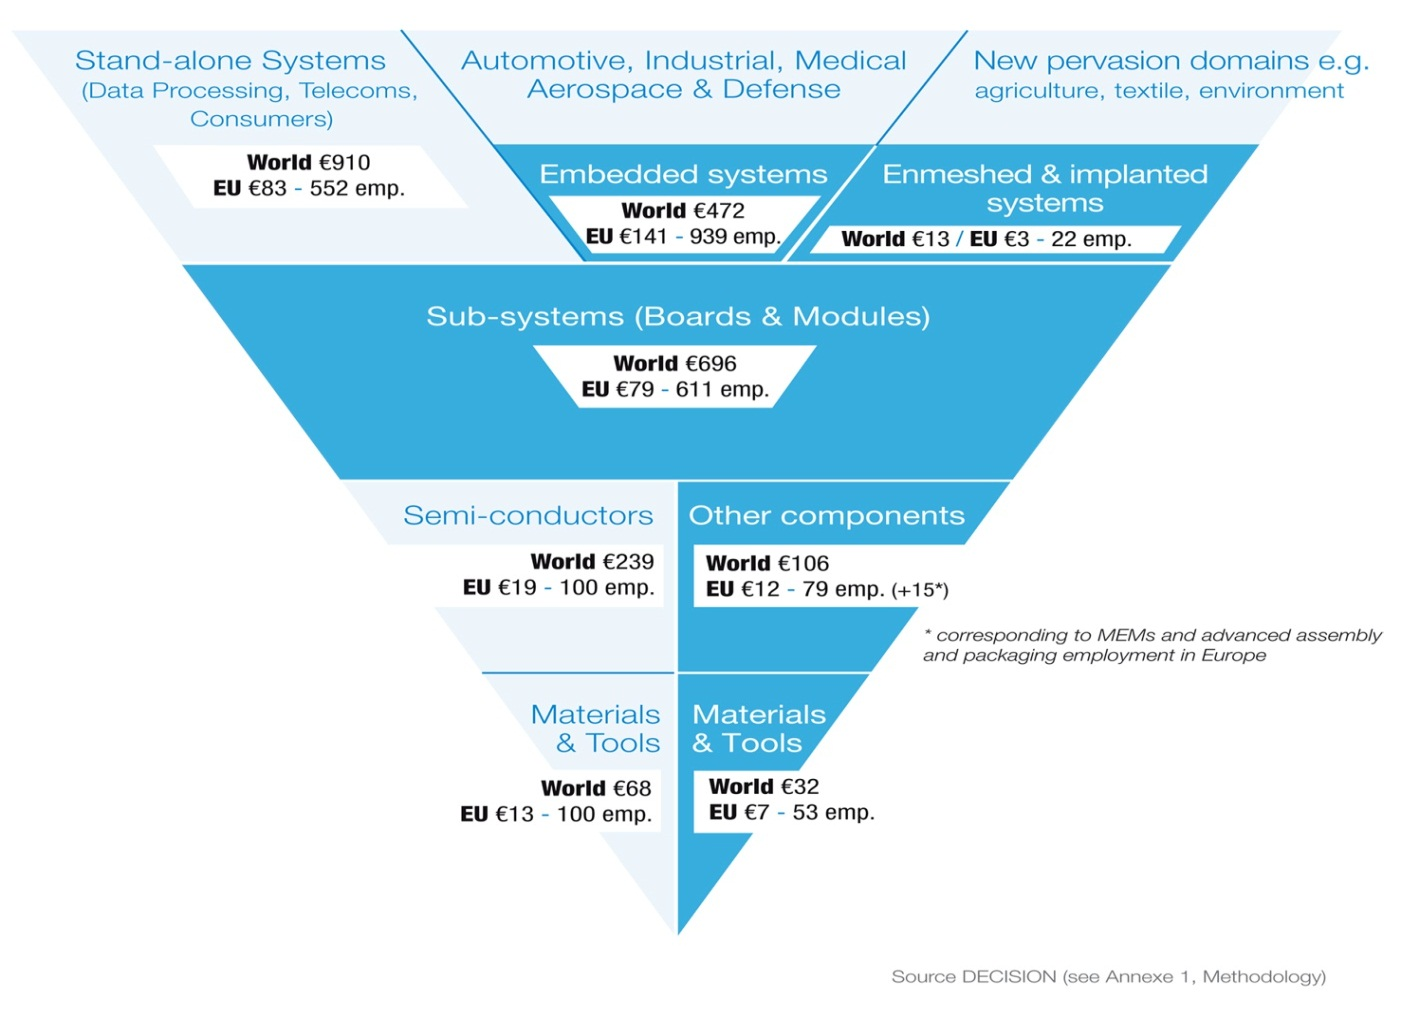 Stand-alone Systems
(Data Processing, Telecoms,
Consumers)
World €910
EU €83 - 552 emp.
Automotive, Industrial, Medical
Aerospace & Defense
Embedded systems
World €472
EU €141 - 939 emp.
New pervasion domains e.g.
agriculture, textile, environment
Enmeshed & implanted
systems
World €13 / EU €3 - 22 emp.
Sub-systems (Boards & Modules)
World €696
EU €79 - 611 emp.
Semi-conductors
World €239
EU €19 - 100 emp.
Other components
World €106
EU €12 - 79 emp. (+15*)
* corresponding to MEMs and advanced assembly
and packaging employment in Europe
Materials
& Tools
World €68
EU €13 - 100 emp.
Materials
& Tools
World €32
EU €7 - 53 emp.
Source DECISION (see Annexe 1, Methodology)